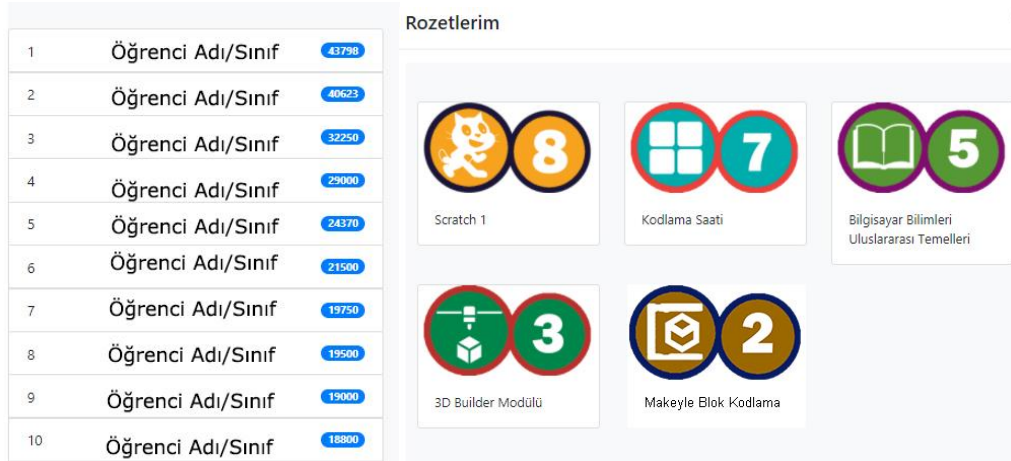 1 Öğrenci Adı/Sınıf 43798
2 Öğrenci Adı/Sınıf 40623
3 Öğrenci Adı/Sınıf 32250
4 Öğrenci Adı/Sınıf 29000
5 Öğrenci Adı/Sınıf 24370
6 Öğrenci Adı/Sınıf 21500
7 Öğrenci Adı/Sınıf 19750
8 Öğrenci Adı/Sınıf 19500
9 Öğrenci Adı/Sınıf 19000
10 Öğrenci Adı/Sınıf 18800
Rozetlerim
8
Scratch 1
7
Kodlama Saati
5
Bilgisayar Bilimleri
Uluslararası Temelleri
3
3D Builder Modülü
2
Makeyle Blok Kodlama